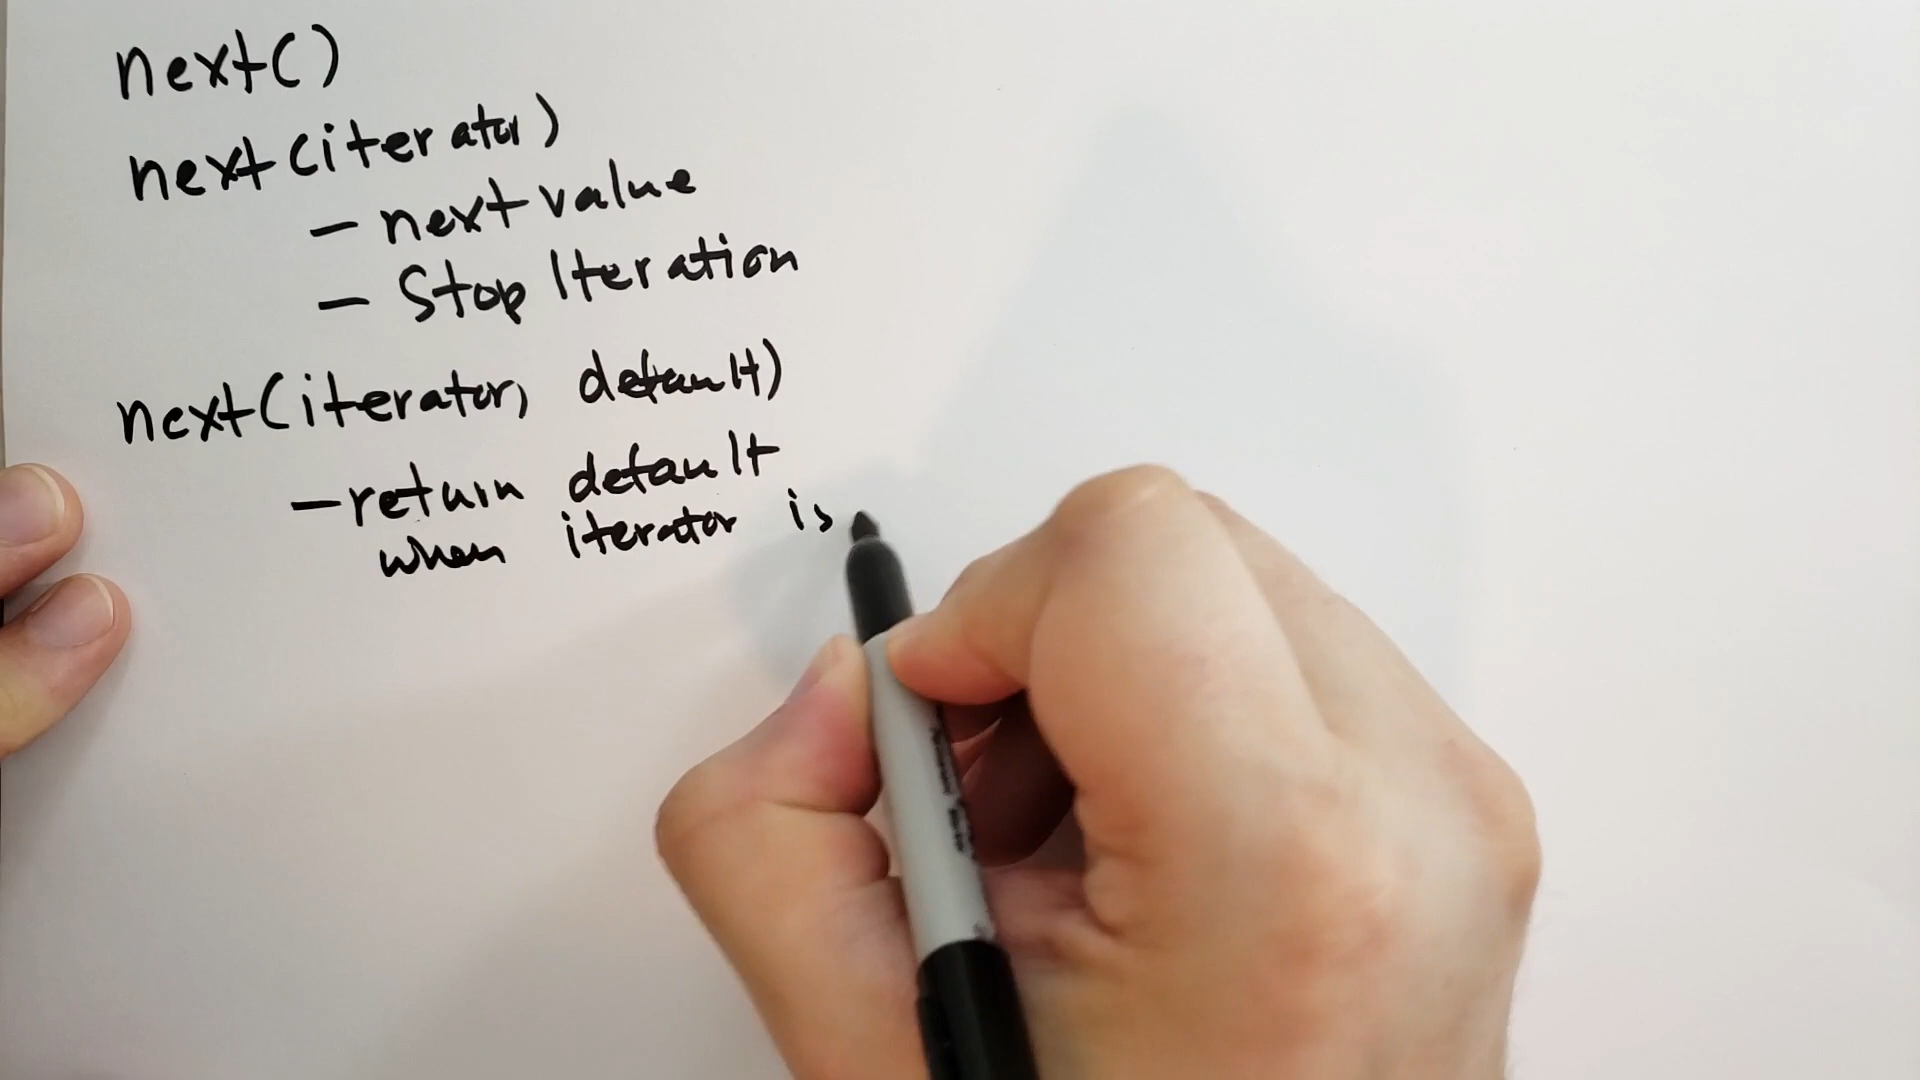 next()
next(iterator)
- next value
- Stop Iteration
next(iterator, default)
- return default
when iterator is